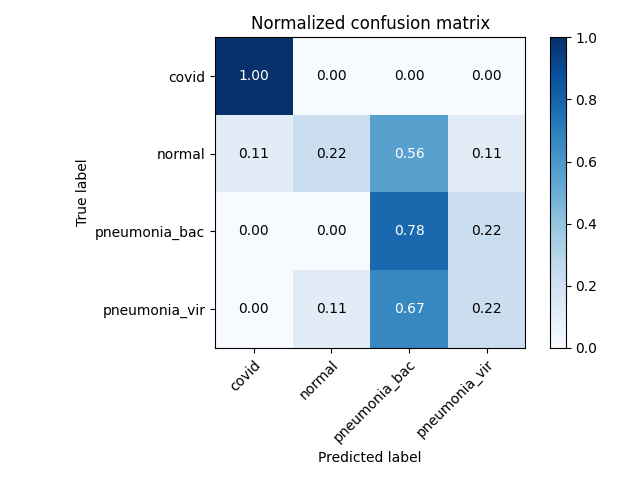 Normalized confusion matrix
True label
covid 1.00 0.00 0.00 0.00
normal 0.11 0.22 0.56 0.11
pneumonia_bac 0.00 0.00 0.78 0.22
pneumonia_vir 0.00 0.11 0.67 0.22
covid normal pneumonia_bac pneumonia_vir
Predicted label
1.0
0.8
0.6
0.4
0.2
0.0